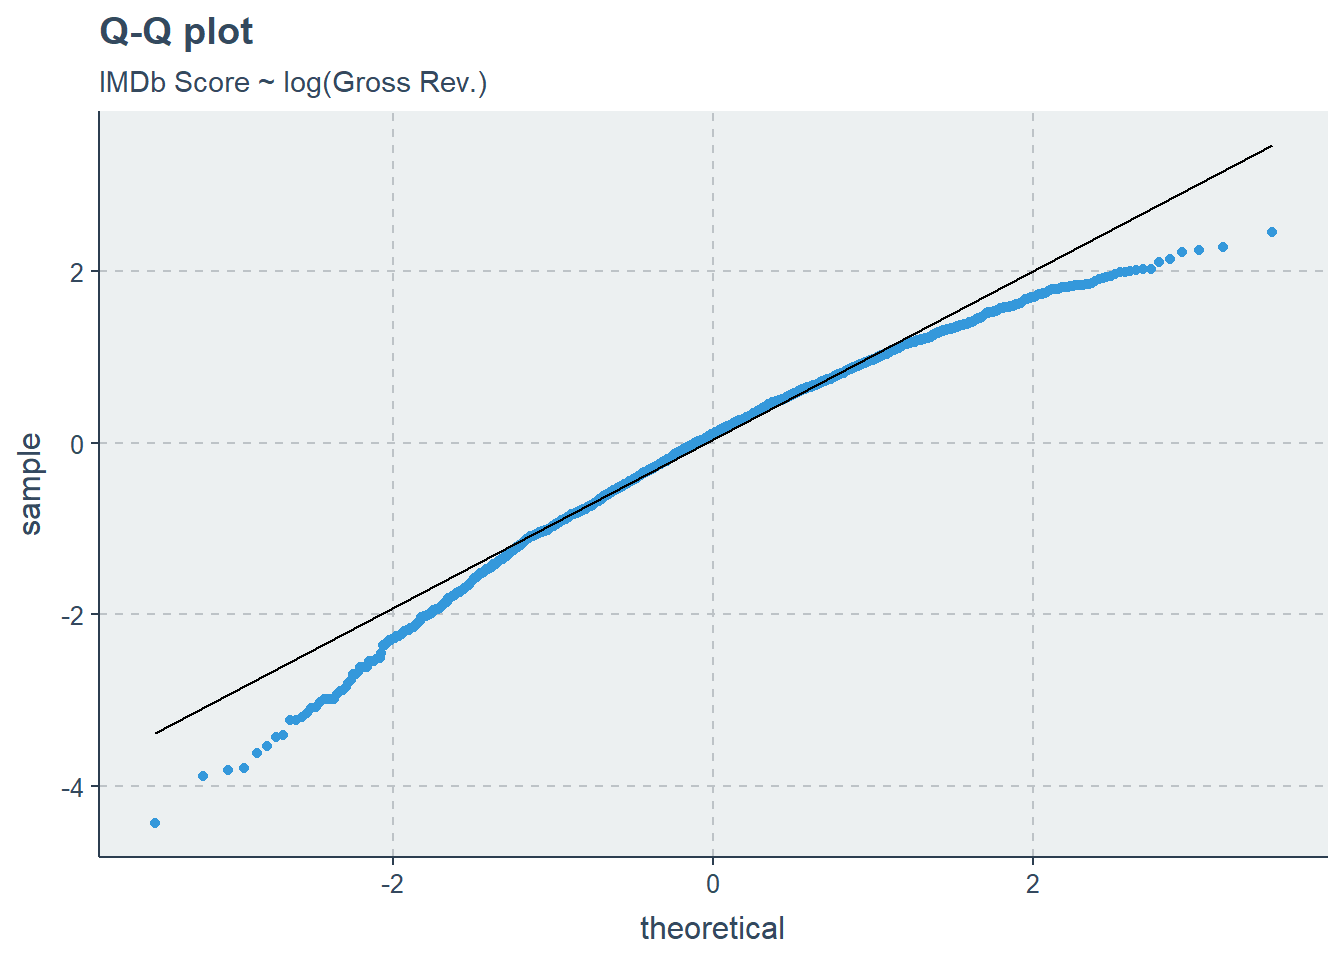 Q-Q plot
IMDb Score ~ log(Gross Rev.)
2
0
-2
-4
sample
-2 0 2
theoretical